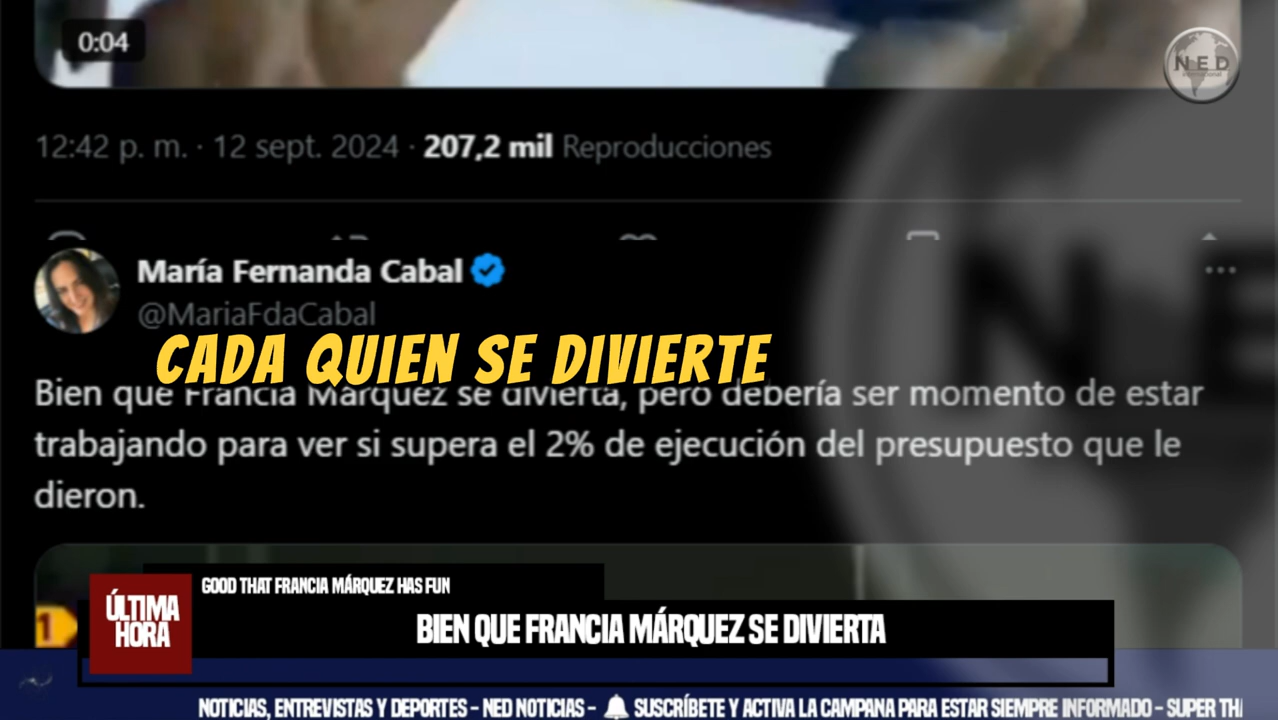 0:04
NED
internacional
12:42 p. m. · 12 sept. 2024 · 207,2 mil Reproducciones
María Fernanda Cabal
@MariaFdaCabal
CADA QUIEN SE DIVIERTE
Bien que Francia Márquez se divierta, pero debería ser momento de estar
trabajando para ver si supera el 2% de ejecución del presupuesto que le
dieron.
N E
1
ÚLTIMA
HORA
GOOD THAT FRANCIA MÁRQUEZ HAS FUN
BIEN QUE FRANCIA MÁRQUEZ SE DIVIERTA
NOTICIAS, ENTREVISTAS Y DEPORTES - NED NOTICIAS - 🔔 SUSCRÍBETE Y ACTIVA LA CAMPANA PARA ESTAR SIEMPRE INFORMADO - SUPER TH